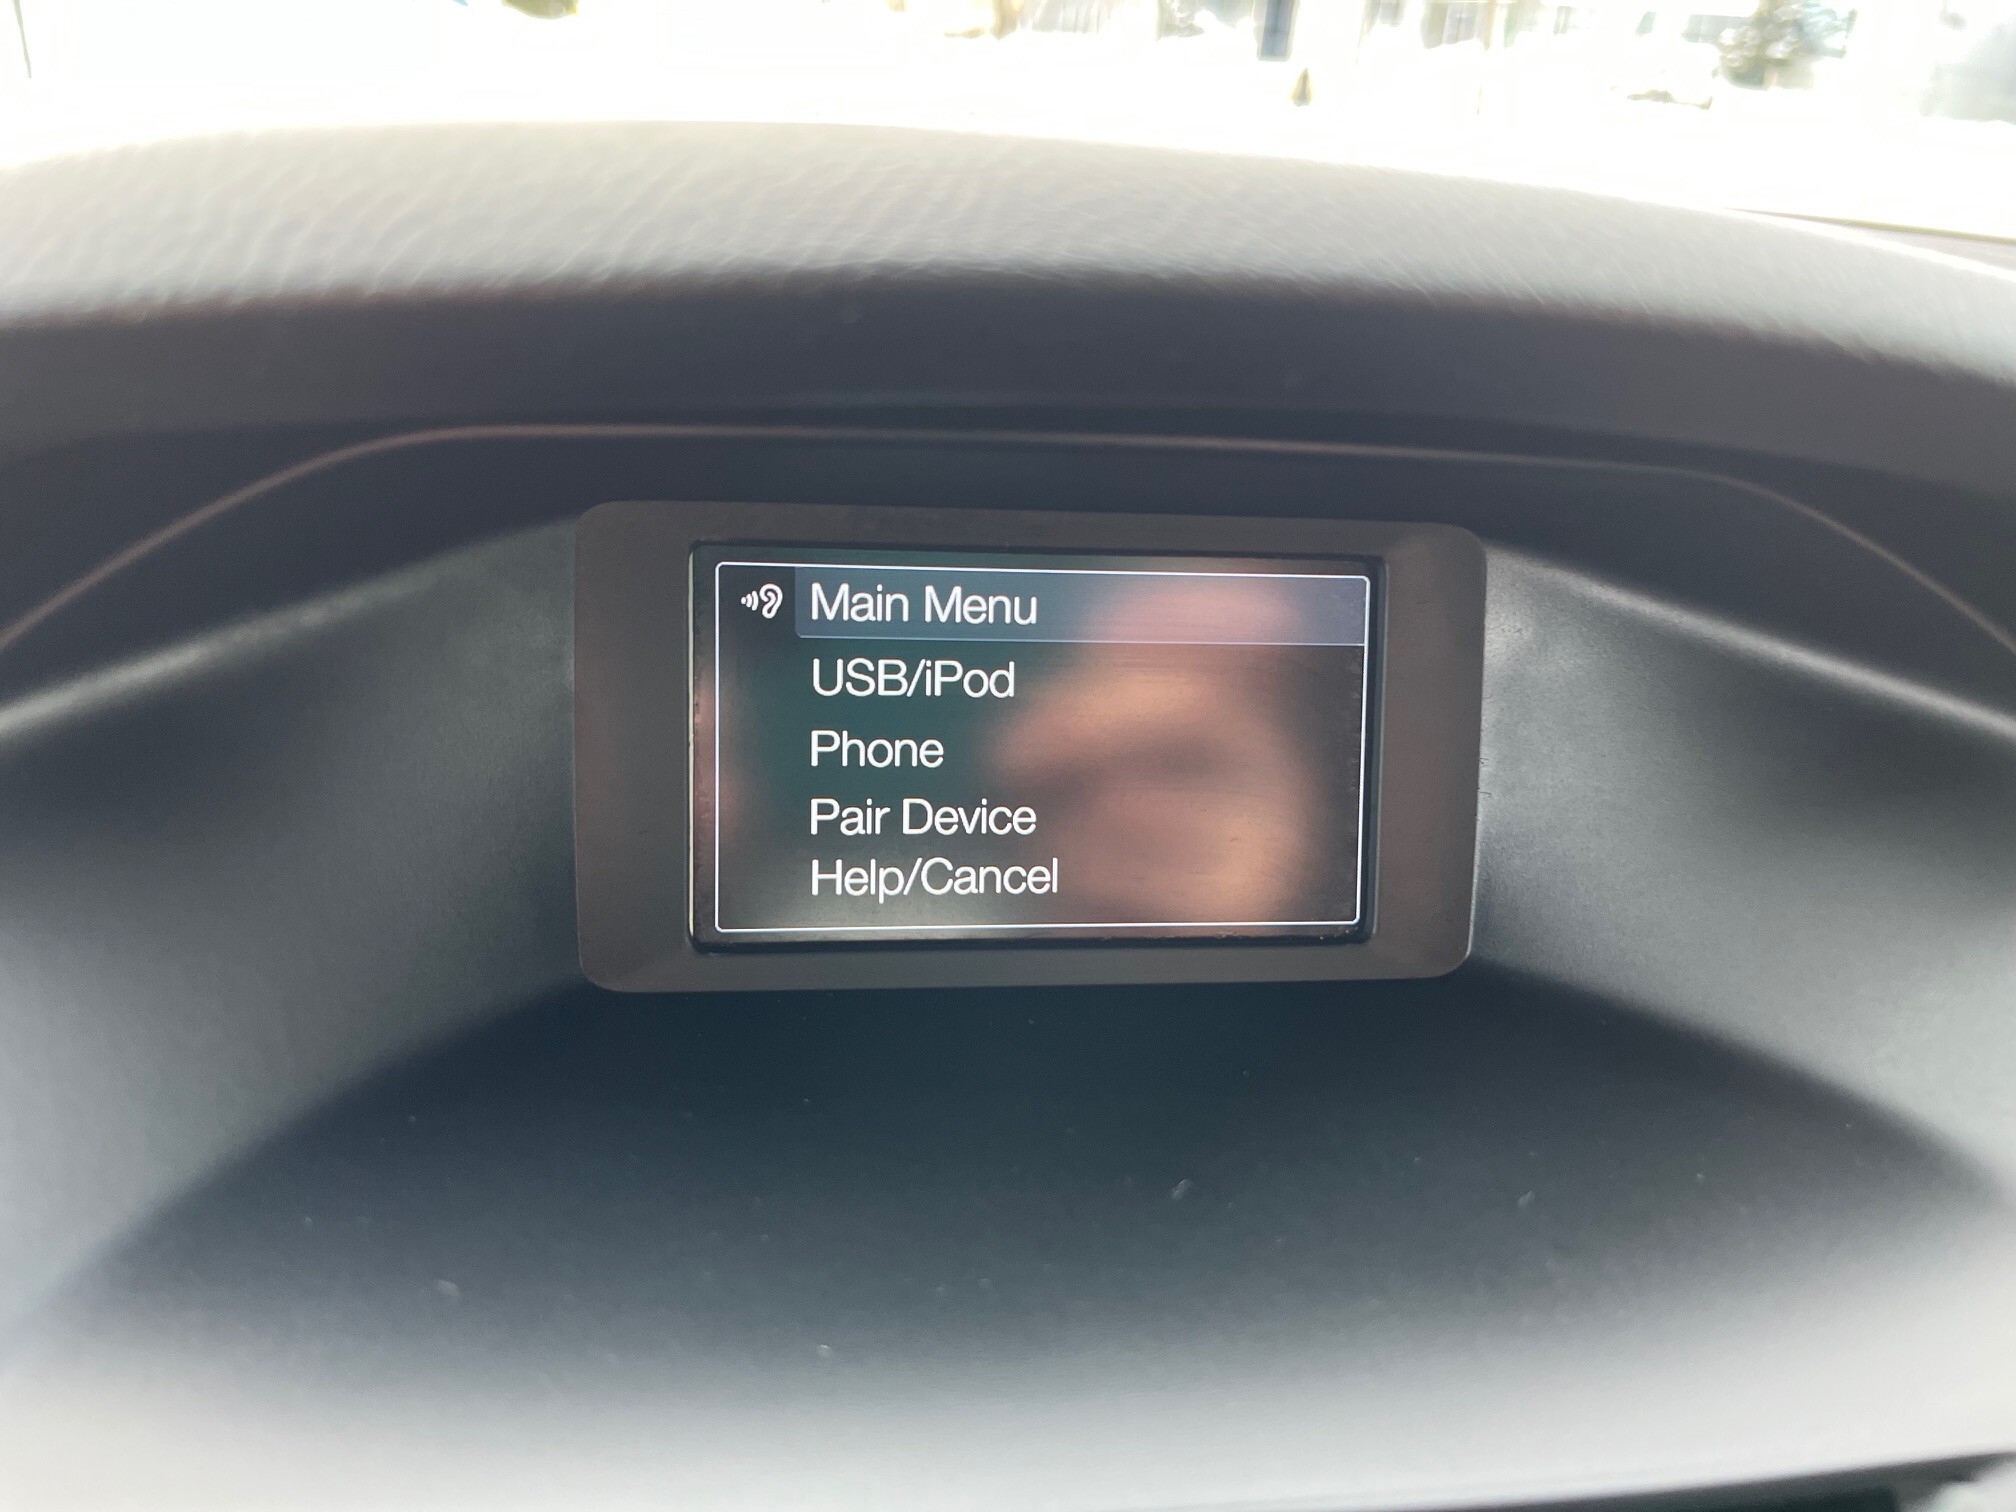 Main Menu
USB/iPod
Phone
Pair Device
Help/Cancel